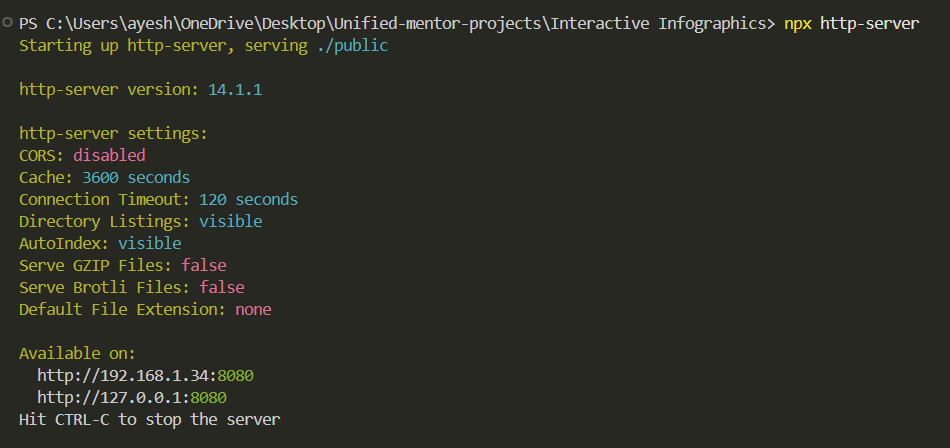 PS C:\Users\ayesh\OneDrive\Desktop\Unified-mentor-projects\Interactive Infographics> npx http-server
Starting up http-server, serving ./public
http-server version: 14.1.1
http-server settings:
CORS: disabled
Cache: 3600 seconds
Connection Timeout: 120 seconds
Directory Listings: visible
AutoIndex: visible
Serve GZIP Files: false
Serve Brotli Files: false
Default File Extension: none
Available on:
http://192.168.1.34:8080
http://127.0.0.1:8080
Hit CTRL-C to stop the server